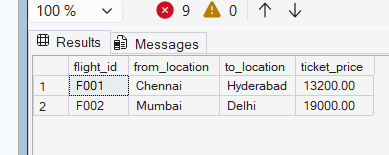 100 % 9 0
Results Messages
flight_id from_location to_location ticket_price
1 F001 Chennai Hyderabad 13200.00
2 F002 Mumbai Delhi 19000.00